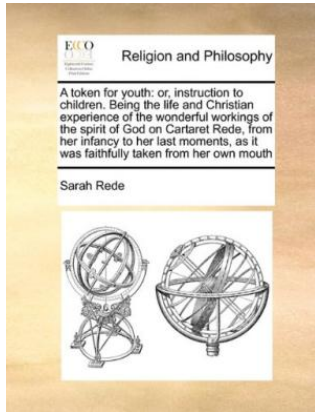 ECCO
Religion and Philosophy
A token for youth: or, instruction to
children. Being the life and Christian
experience of the wonderful workings of
the spirit of God on Cartaret Rede, from
her infancy to her last moments, as it
was faithfully taken from her own mouth
Sarah Rede